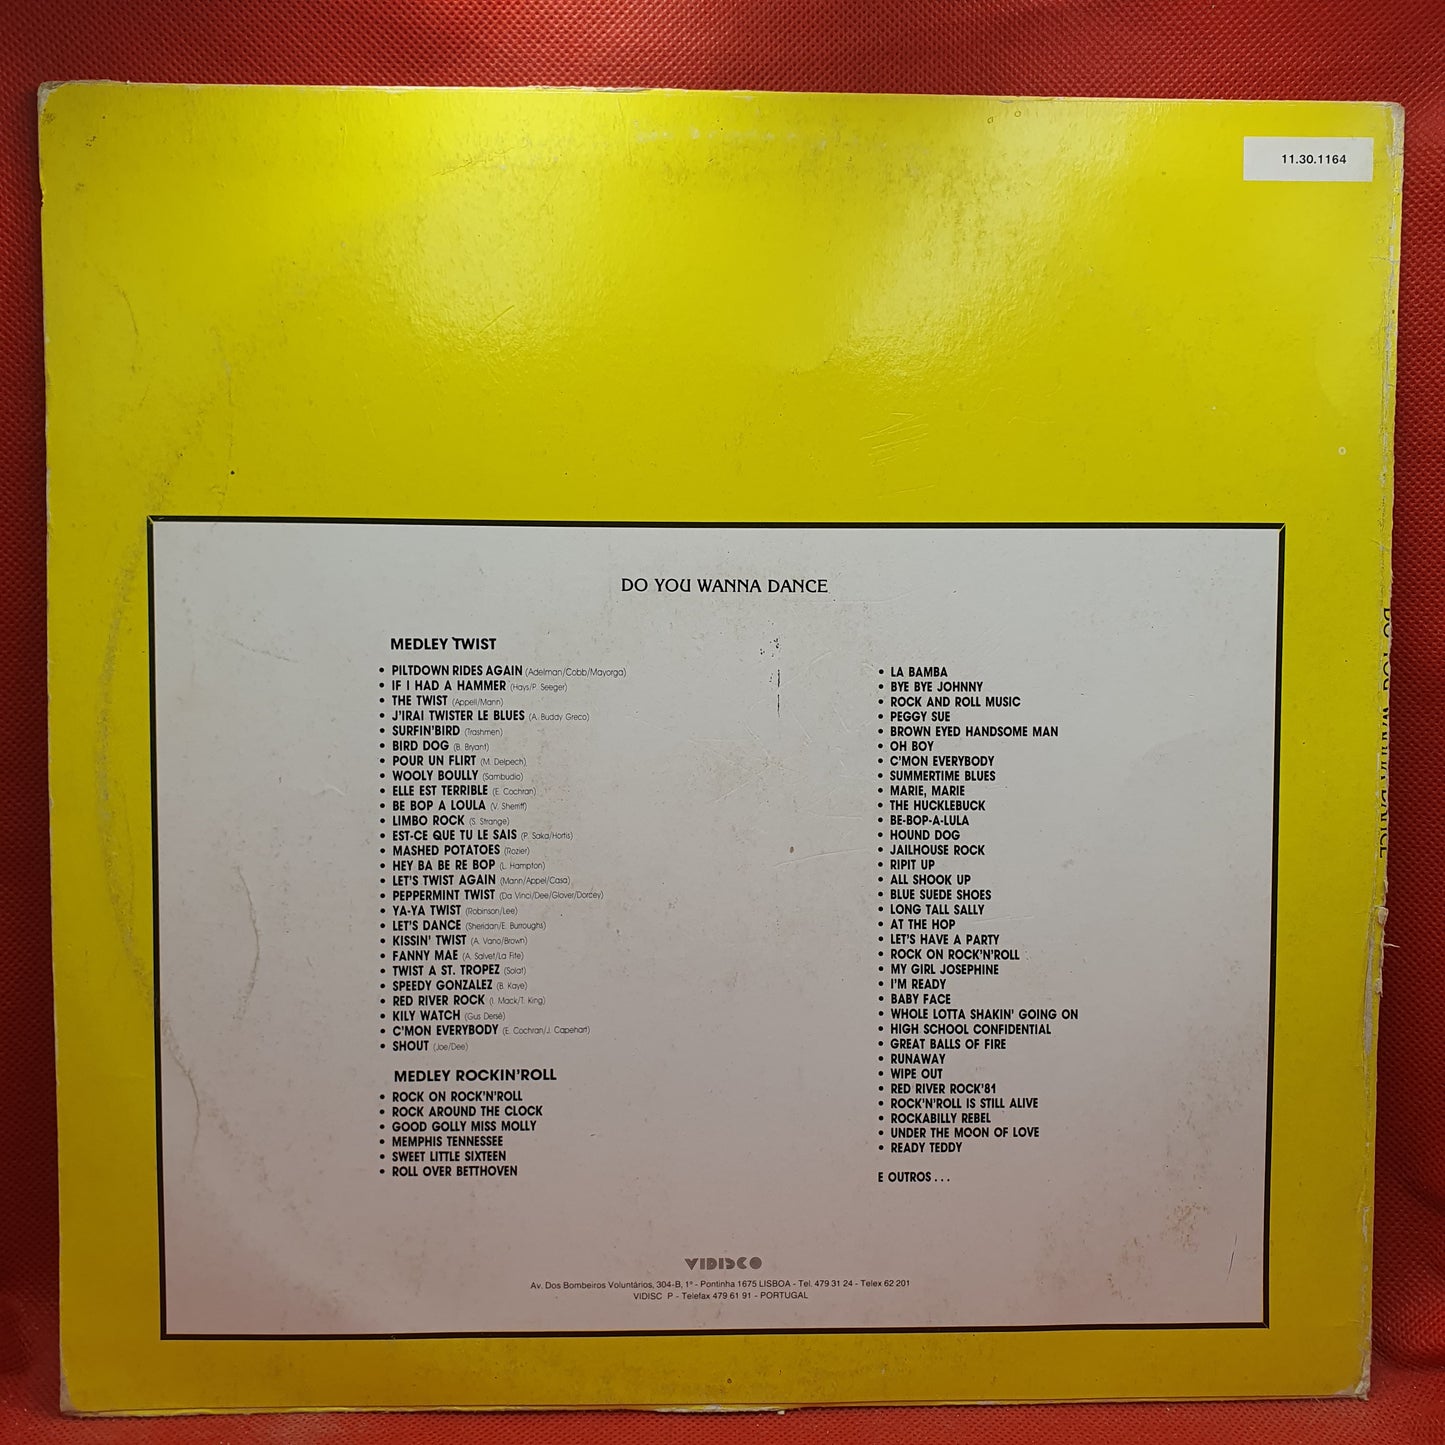 11.30.1164
DO YOU WANNA DANCE
MEDLEY TWIST
• PILTDOWN RIDES AGAIN (Adelman/Cobb/Mayorga)
• IF I HAD A HAMMER (Hays/P. Seeger)
• THE TWIST (Appell/Mann)
• J'IRAI TWISTER LE BLUES (A. Buddy Greco)
• SURFIN'BIRD (Trashmen)
• BIRD DOG (B. Bryant)
• POUR UN FLIRT (M. Delpech)
• WOOLY BOULLY (Sambudio)
• ELLE EST TERRIBLE (E. Cochran)
• BE BOP A LOULA (V. Sherriff)
• LIMBO ROCK (S. Strange)
• EST-CE QUE TU LE SAIS (P. Saka/Hortis)
• MASHED POTATOES (Rozier)
• HEY BA BE RE BOP (L. Hampton)
• LET'S TWIST AGAIN (Mann/Appel/Casa)
• PEPPERMINT TWIST (Da Vinci/Dee/Glover/Dorcey)
• YA-YA TWIST (Robinson/Lee)
• LET'S DANCE (Sheridan/E. Burroughs)
• KISSIN' TWIST (A. Vano/Brown)
• FANNY MAE (A. Salvet/La Fite)
• TWIST A ST. TROPEZ (Solat)
• SPEEDY GONZALEZ (B. Kaye)
• RED RIVER ROCK (I. Mack/T. King)
• KILY WATCH (Gus Derse)
• C'MON EVERYBODY (E. Cochran/J. Capehart)
• SHOUT (Joe/Dee)
MEDLEY ROCKIN'ROLL
• ROCK ON ROCK'N'ROLL
• ROCK AROUND THE CLOCK
• GOOD GOLLY MISS MOLLY
• MEMPHIS TENNESSEE
• SWEET LITTLE SIXTEEN
• ROLL OVER BETTHOVEN
• LA BAMBA
• BYE BYE JOHNNY
• ROCK AND ROLL MUSIC
• PEGGY SUE
• BROWN EYED HANDSOME MAN
• OH BOY
• C'MON EVERYBODY
• SUMMERTIME BLUES
• MARIE, MARIE
• THE HUCKLEBUCK
• BE-BOP-A-LULA
• HOUND DOG
• JAILHOUSE ROCK
• RIPIT UP
• ALL SHOOK UP
• BLUE SUEDE SHOES
• LONG TALL SALLY
• AT THE HOP
• LET'S HAVE A PARTY
• ROCK ON ROCK'N'ROLL
• MY GIRL JOSEPHINE
• I'M READY
• BABY FACE
• WHOLE LOTTA SHAKIN' GOING ON
• HIGH SCHOOL CONFIDENTIAL
• GREAT BALLS OF FIRE
• RUNAWAY
• WIPE OUT
• RED RIVER ROCK'81
• ROCK'N'ROLL IS STILL ALIVE
• ROCKABILLY REBEL
• UNDER THE MOON OF LOVE
• READY TEDDY
E OUTROS...
VIDISCO
Av. Dos Bombeiros Voluntários, 304-B, 1º - Pontinha 1675 LISBOA - Tel. 479 31 24 - Telex 62 201
VIDISC P - Telefax 479 61 91 - PORTUGAL
DO YOU WANNA DANCE